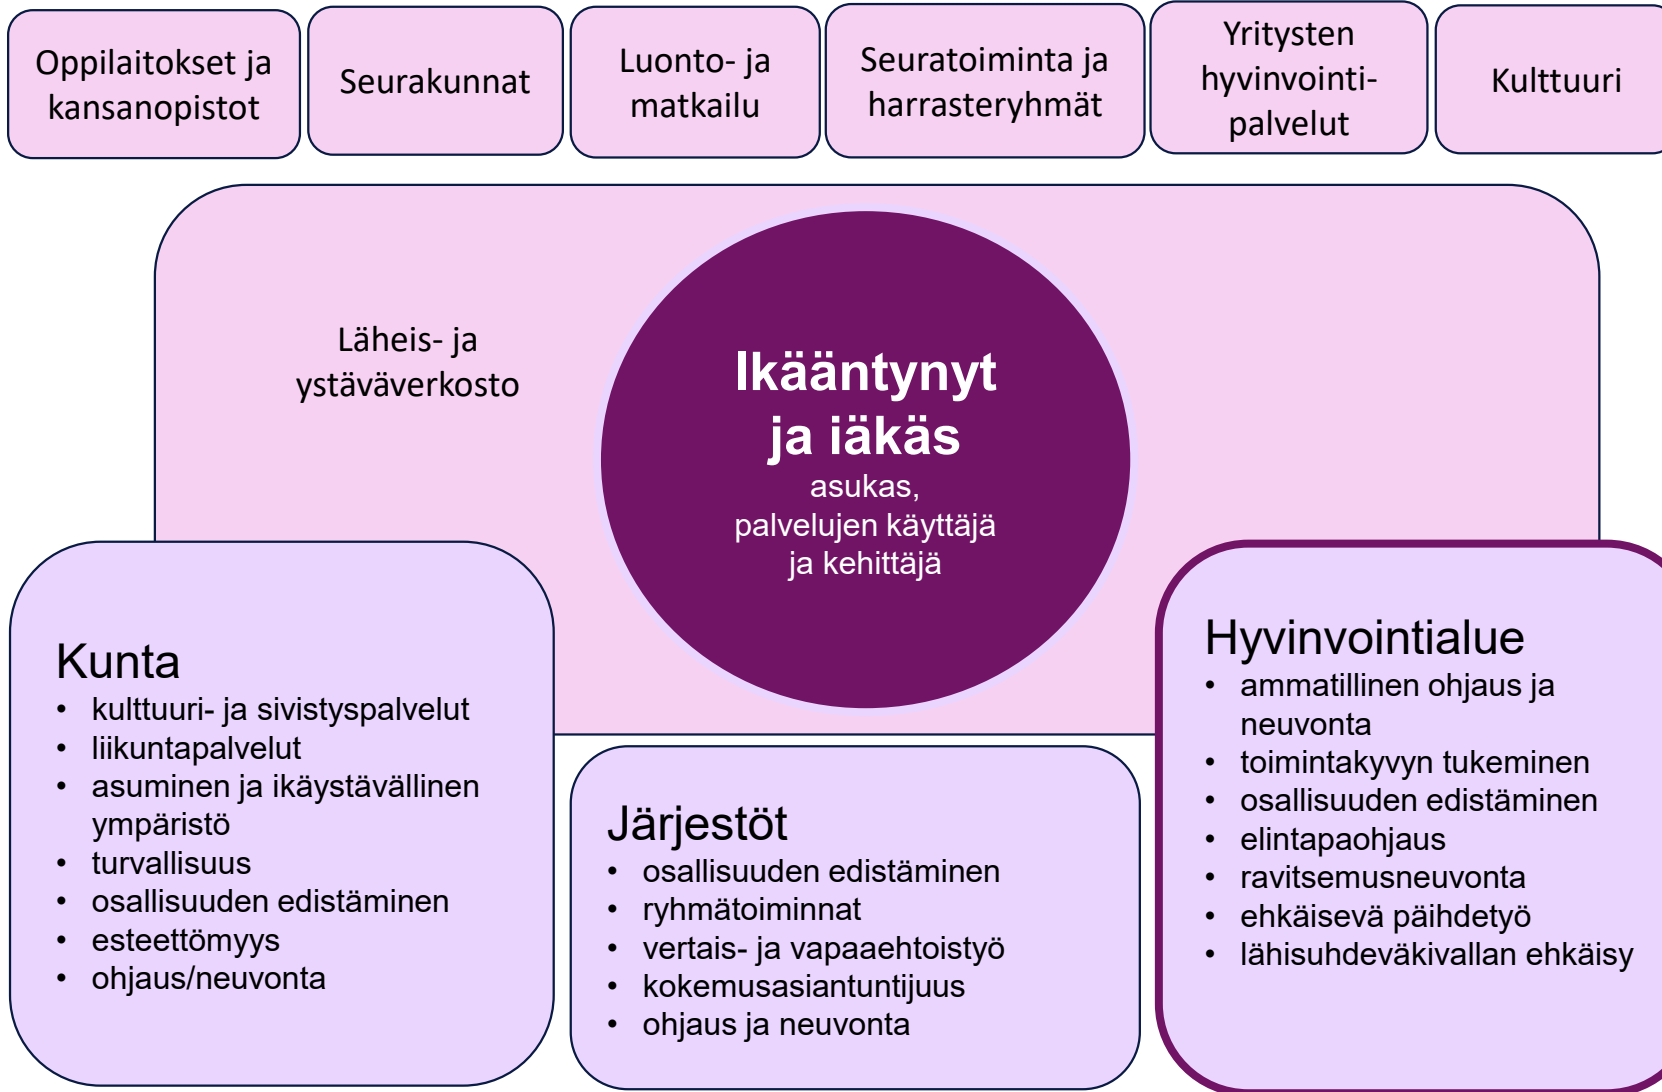 Oppilaitokset ja
kansanopistot
Seurakunnat
Luonto- ja
matkailu
Seuratoiminta ja
harrasteryhmät
Yritysten
hyvinvointi-
palvelut
Kulttuuri
Läheis- ja
ystäväverkosto
Ikääntynyt
ja iäkäs
asukas,
palvelujen käyttäjä
ja kehittäjä
Kunta
• kulttuuri- ja sivistyspalvelut
• liikuntapalvelut
• asuminen ja ikäystävällinen
ympäristö
• turvallisuus
• osallisuuden edistäminen
• esteettömyys
• ohjaus/neuvonta
Järjestöt
• osallisuuden edistäminen
• ryhmätoiminnat
• vertais- ja vapaaehtoistyö
• kokemusasiantuntijuus
• ohjaus ja neuvonta
Hyvinvointialue
• ammatillinen ohjaus ja
neuvonta
• toimintakyvyn tukeminen
• osallisuuden edistäminen
• elintapaohjaus
• ravitsemusneuvonta
• ehkäisevä päihdetyö
• lähisuhdeväkivallan ehkäisy